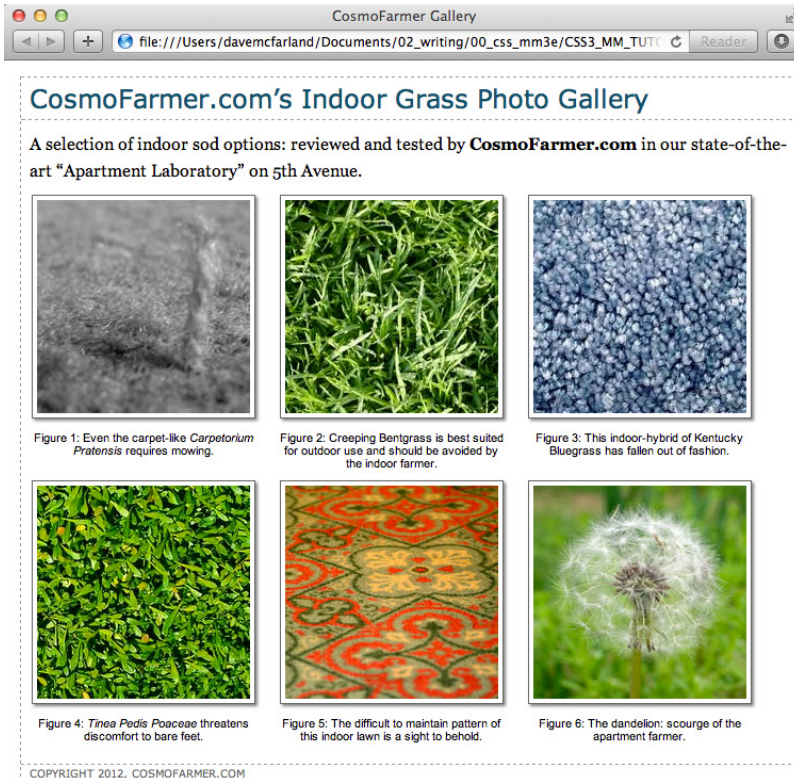 CosmoFarmer Gallery
file:///Users/davemcfarland/Documents/02_writing/00_css_mm3e/CSS3_MM_TUT
Reader
CosmoFarmer.com’s Indoor Grass Photo Gallery
A selection of indoor sod options: reviewed and tested by CosmoFarmer.com in our state-of-the-
art “Apartment Laboratory” on 5th Avenue.
Figure 1: Even the carpet-like Carpetorium
Pratensis requires mowing.
Figure 2: Creeping Bentgrass is best suited
for outdoor use and should be avoided by
the indoor farmer.
Figure 3: This indoor-hybrid of Kentucky
Bluegrass has fallen out of fashion.
Figure 4: Tinea Pedis Poaceae threatens
discomfort to bare feet.
Figure 5: The difficult to maintain pattern of
this indoor lawn is a sight to behold.
Figure 6: The dandelion: scourge of the
apartment farmer.
COPYRIGHT 2012, COSMOFARMER.COM